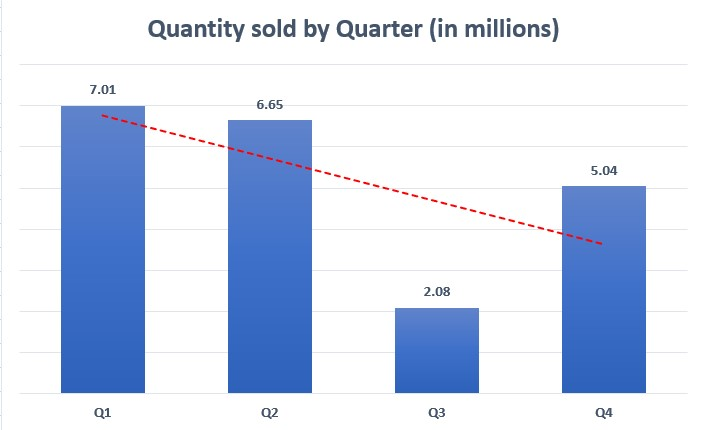 Quantity sold by Quarter (in millions)
7.01
6.65
2.08
5.04
Q1 Q2 Q3 Q4